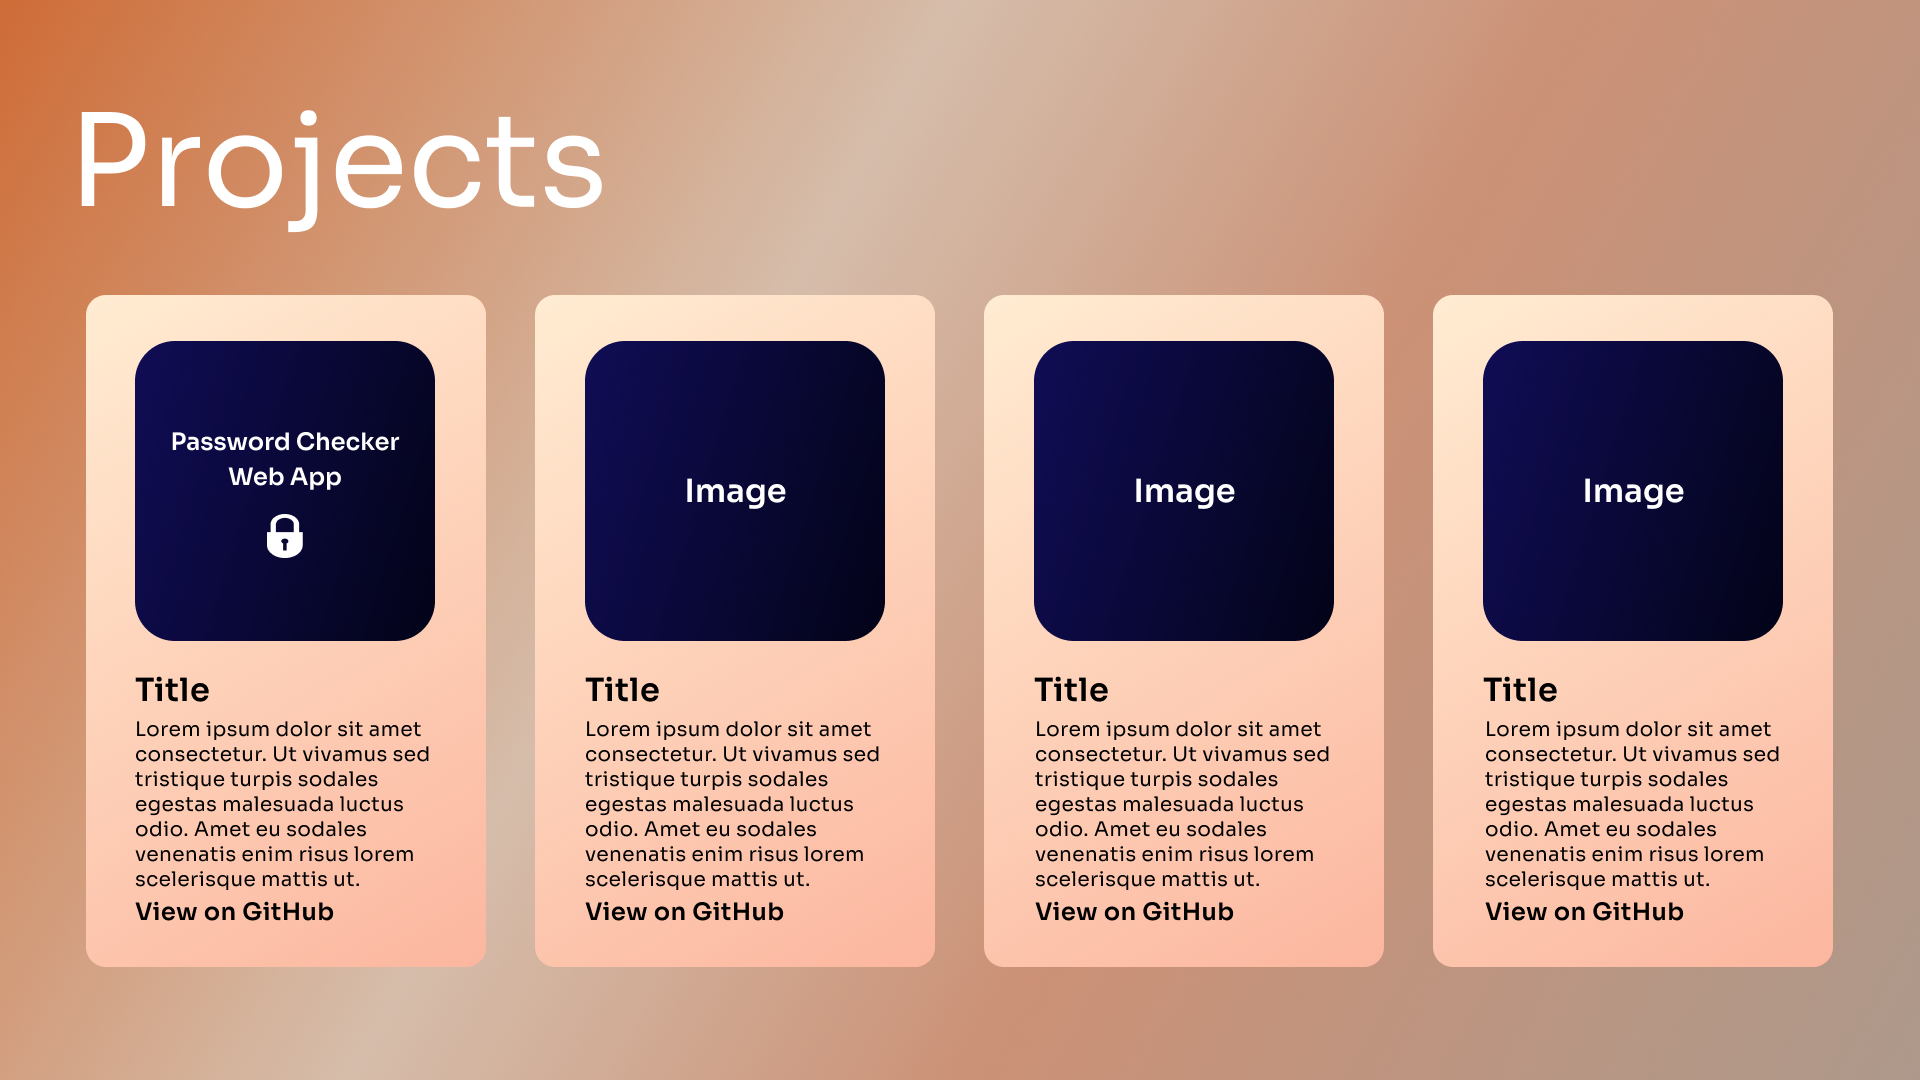 Projects
Password Checker
Web App
Title
Lorem ipsum dolor sit amet
consectetur. Ut vivamus sed
tristique turpis sodales
egestas malesuada luctus
odio. Amet eu sodales
venenatis enim risus lorem
scelerisque mattis ut.
View on GitHub
Image
Title
Lorem ipsum dolor sit amet
consectetur. Ut vivamus sed
tristique turpis sodales
egestas malesuada luctus
odio. Amet eu sodales
venenatis enim risus lorem
scelerisque mattis ut.
View on GitHub
Image
Title
Lorem ipsum dolor sit amet
consectetur. Ut vivamus sed
tristique turpis sodales
egestas malesuada luctus
odio. Amet eu sodales
venenatis enim risus lorem
scelerisque mattis ut.
View on GitHub
Image
Title
Lorem ipsum dolor sit amet
consectetur. Ut vivamus sed
tristique turpis sodales
egestas malesuada luctus
odio. Amet eu sodales
venenatis enim risus lorem
scelerisque mattis ut.
View on GitHub